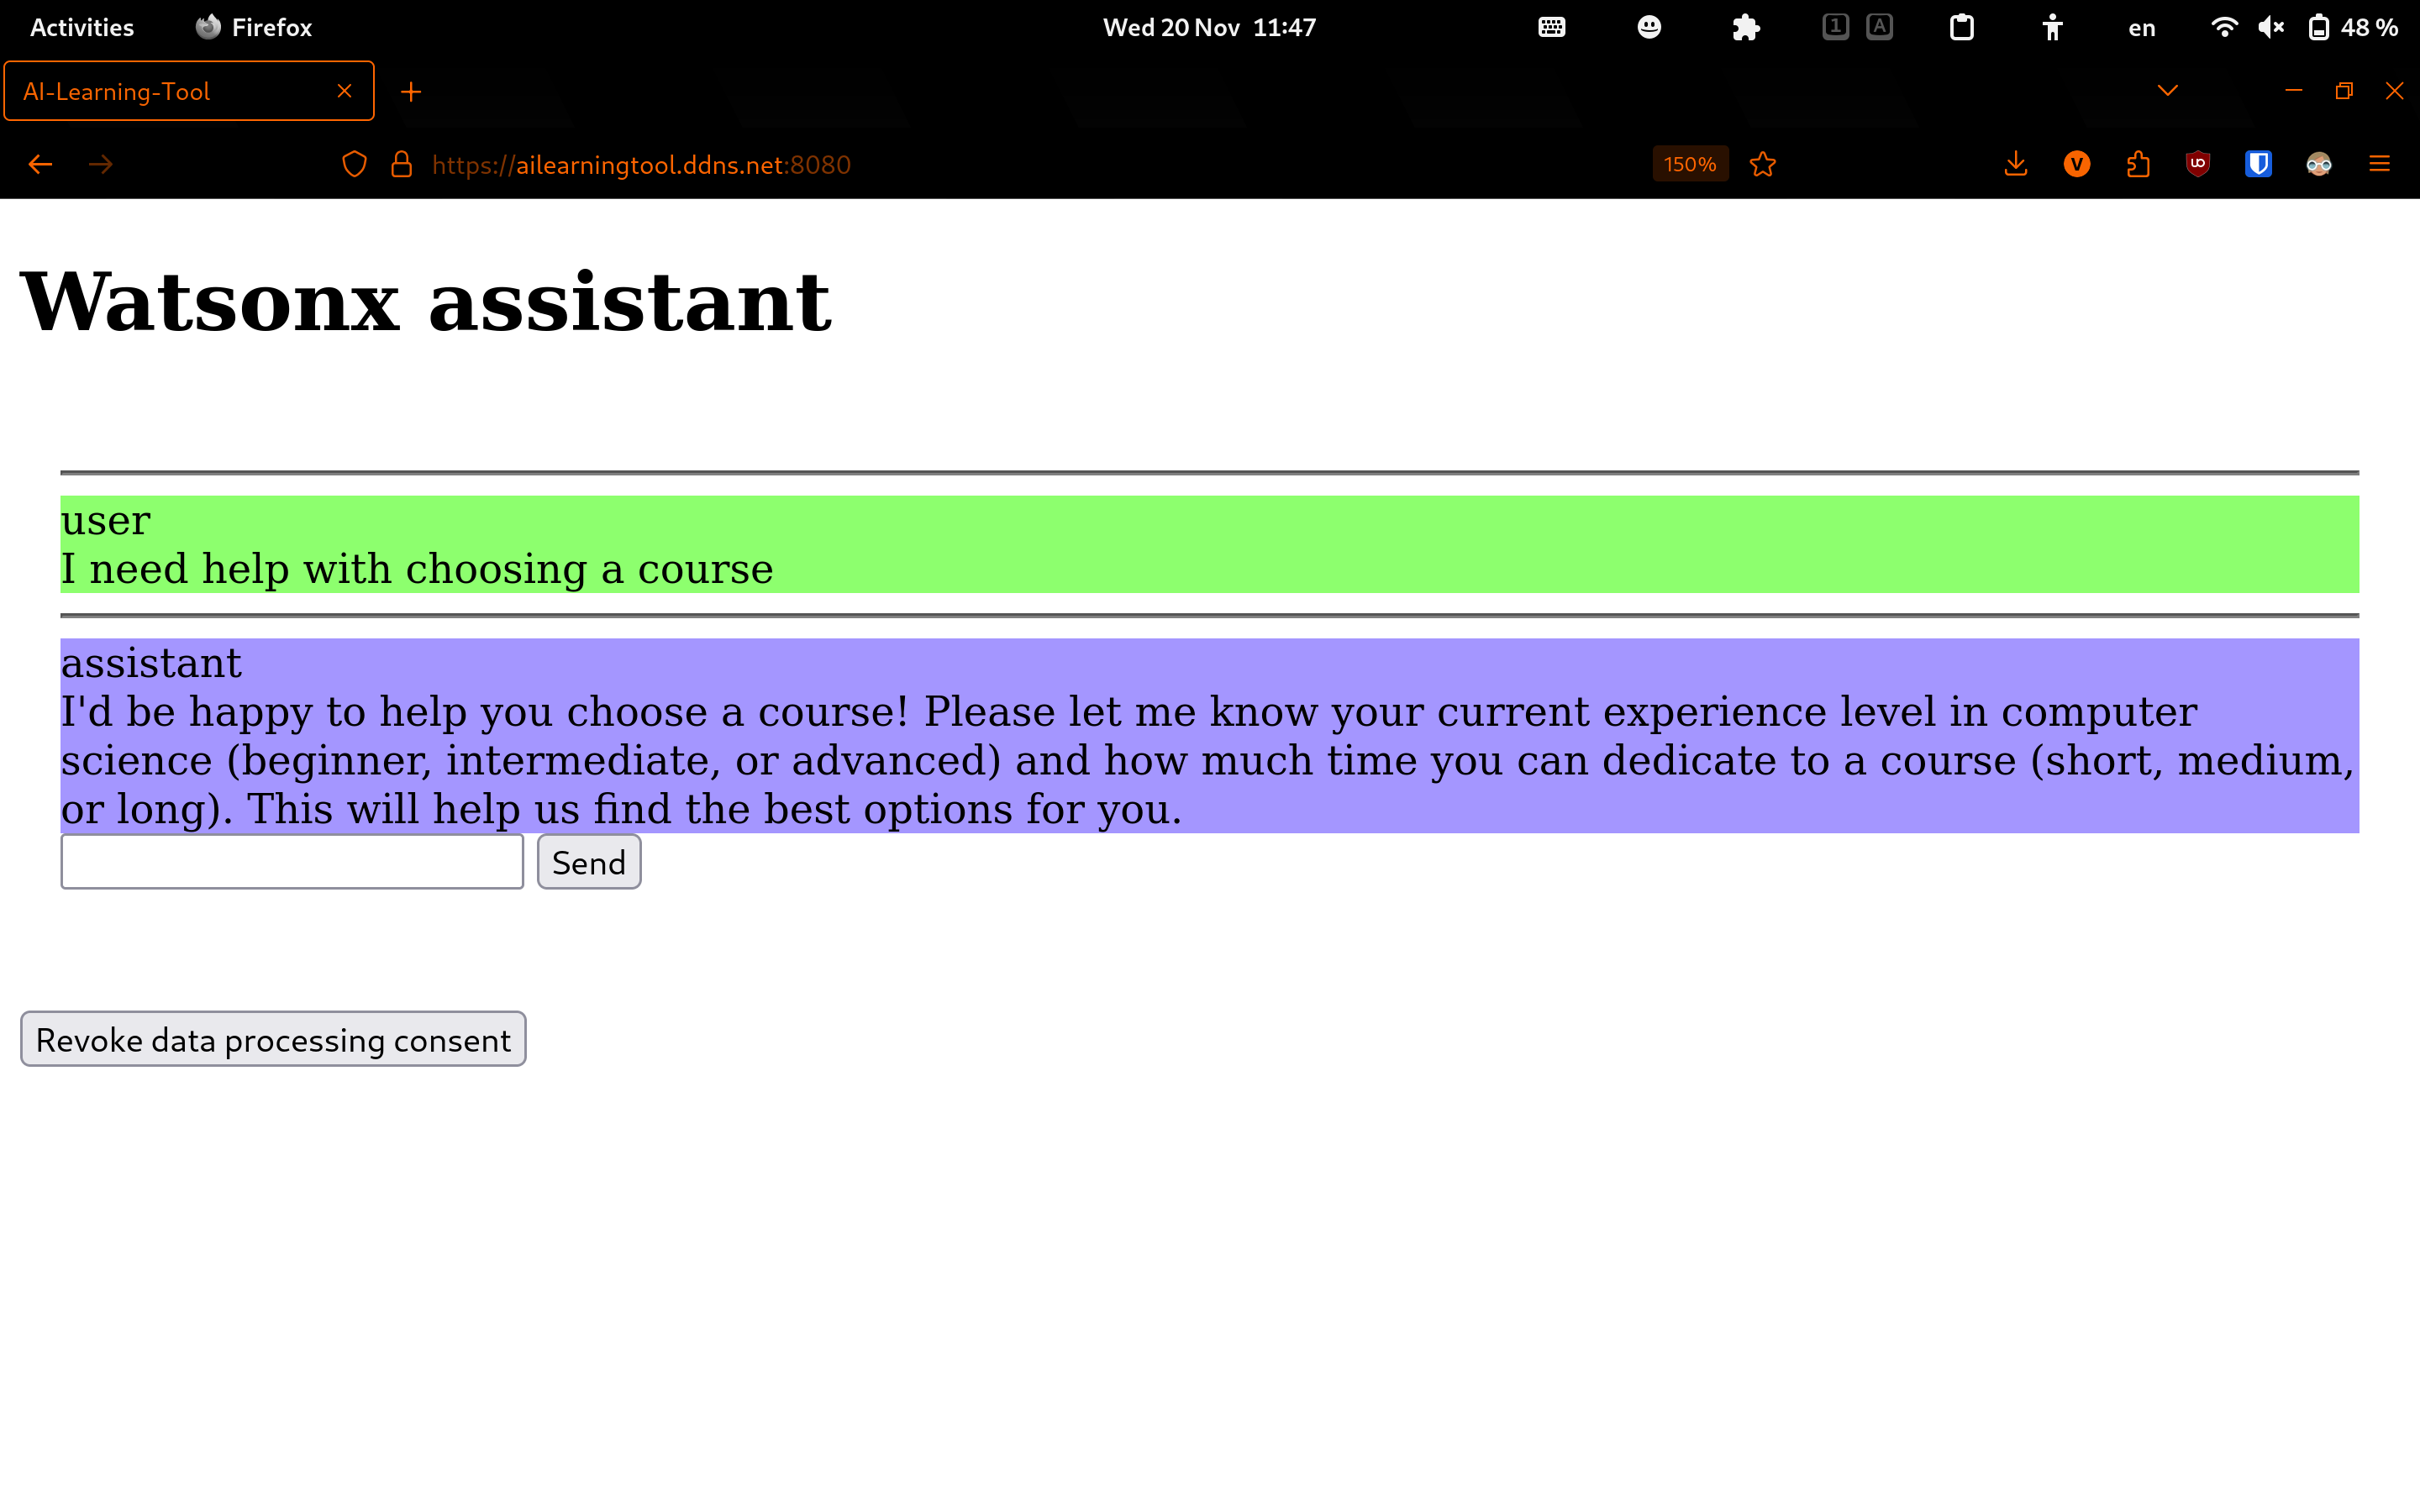 Activities Firefox Wed 20 Nov 11:47 1 A en 48 %
AI-Learning-Tool
https://ailearningtool.ddns.net:8080 150% V UO
Watsonx assistant
user
I need help with choosing a course
assistant
I'd be happy to help you choose a course! Please let me know your current experience level in computer
science (beginner, intermediate, or advanced) and how much time you can dedicate to a course (short, medium,
or long). This will help us find the best options for you.
Send
Revoke data processing consent